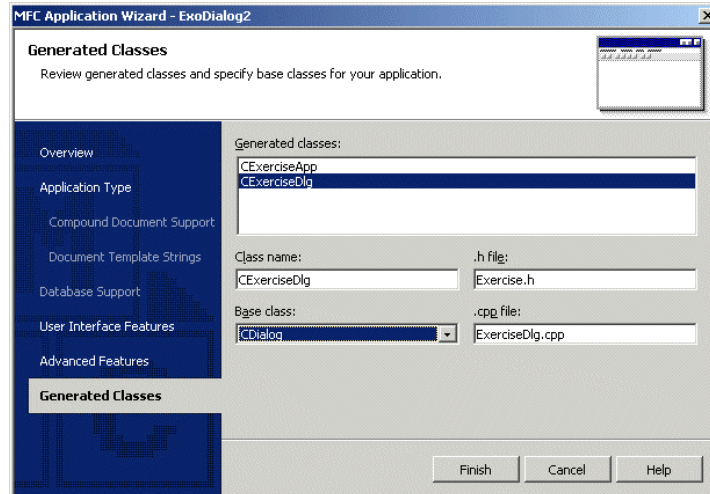 MFC Application Wizard - ExoDialog2
Generated Classes
Review generated classes and specify base classes for your application.
Overview
Application Type
Compound Document Support
Document Template Strings
Database Support
User Interface Features
Advanced Features
Generated Classes
Generated classes:
CExerciseApp
CExerciseDlg
Class name:
CExerciseDlg
.h file:
Exercise.h
Base class:
CDialog
.cpp file:
ExerciseDlg.cpp
Finish
Cancel
Help